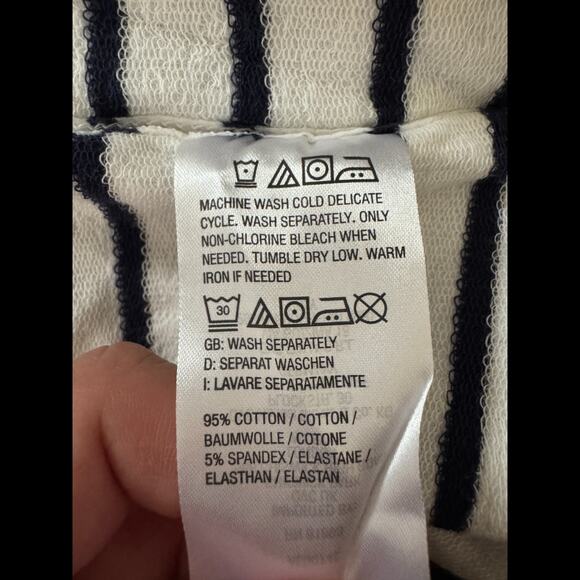 MACHINE WASH COLD DELICATE
CYCLE. WASH SEPARATELY. ONLY
NON-CHLORINE BLEACH WHEN
NEEDED. TUMBLE DRY LOW. WARM
IRON IF NEEDED
30
GB: WASH SEPARATELY
D: SEPARAT WASCHEN
I: LAVARE SEPARATAMENTE
95% COTTON / COTTON /
BAUMWOLLE / COTONE
5% SPANDEX / ELASTANE /
ELASTHAN / ELASTAN